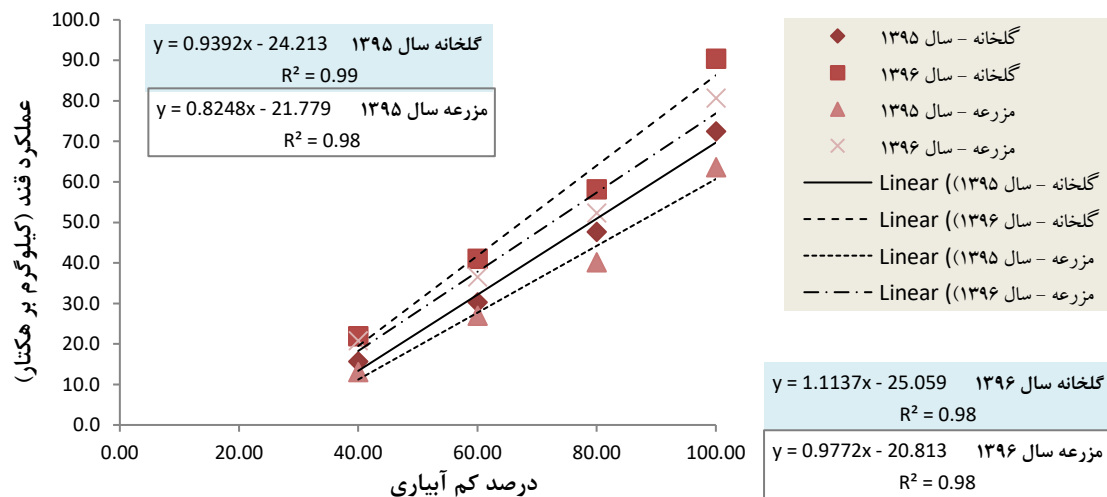 عملکرد قند (کیلوگرم بر هکتار)
100.0
90.0
80.0
70.0
60.0
50.0
40.0
30.0
20.0
10.0
0.0
0.00
20.00
40.00
60.00
80.00
100.00
درصد کم آبیاری
گلخانه سال ۱۳۹۵ y = 0.9392x - 24.213
R² = 0.99
مزرعه سال ۱۳۹۵ y = 0.8248x - 21.779
R² = 0.98
گلخانه – سال ۱۳۹۵
گلخانه – سال ۱۳۹۶
مزرعه – سال ۱۳۹۵
مزرعه – سال ۱۳۹۶
Linear (گلخانه – سال ۱۳۹۵)
Linear (گلخانه – سال ۱۳۹۶)
Linear (مزرعه – سال ۱۳۹۵)
Linear (مزرعه – سال ۱۳۹۶)
گلخانه سال ۱۳۹۶ y = 1.1137x - 25.059
R² = 0.98
مزرعه سال ۱۳۹۶ y = 0.9772x - 20.813
R² = 0.98